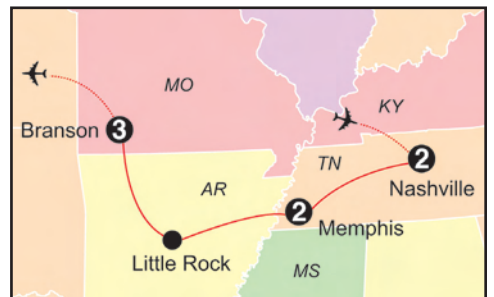 MO
KY
Branson 3
TN
2
Nashville
AR
2
Memphis
Little Rock
MS